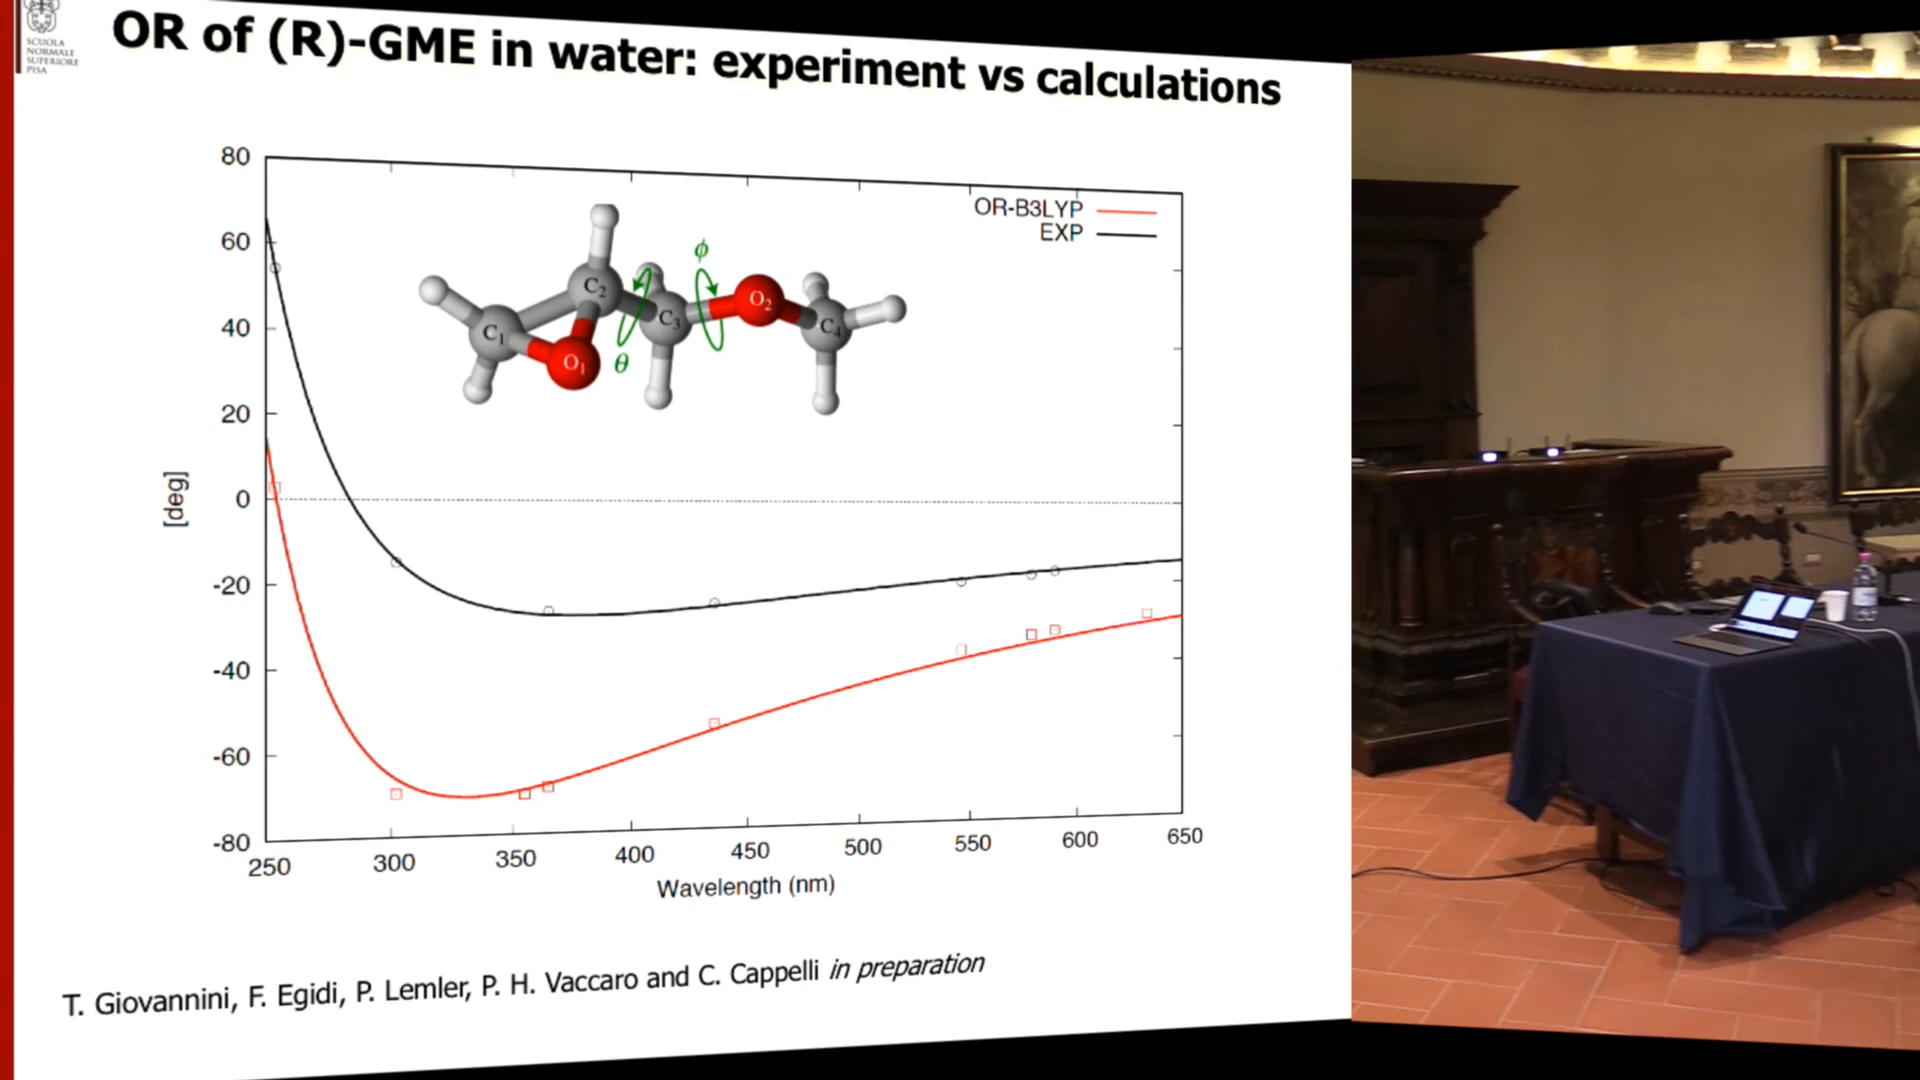 SCUOLA
NORMALE
SUPERIORE
PISA
OR of (R)-GME in water: experiment vs calculations
80
60
40
20
0
-20
-40
-60
-80
[deg]
OR-B3LYP
EXP
C1
C2
C3
C4
O1
O2
θ
ϕ
250
300
350
400
450
500
550
600
650
Wavelength (nm)
T. Giovannini, F. Egidi, P. Lemler, P. H. Vaccaro and C. Cappelli in preparation